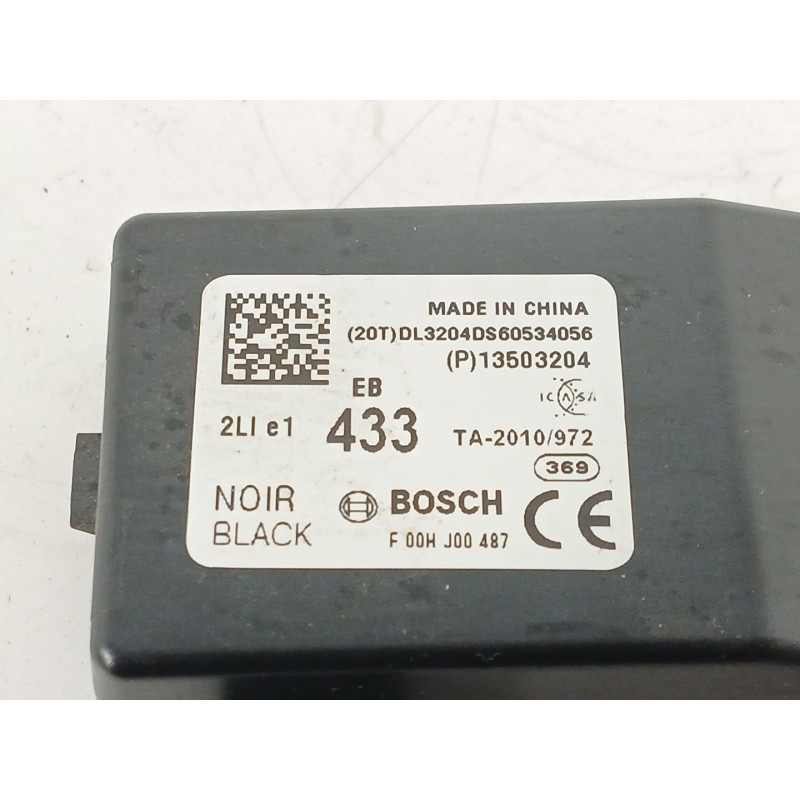 MADE IN CHINA
(20T)DL3204DS60534056
(P)13503204
EB
ICASA
2LI e1 433 TA-2010/972
369
NOIR
BLACK
BOSCH
F 00H J00 487
CE